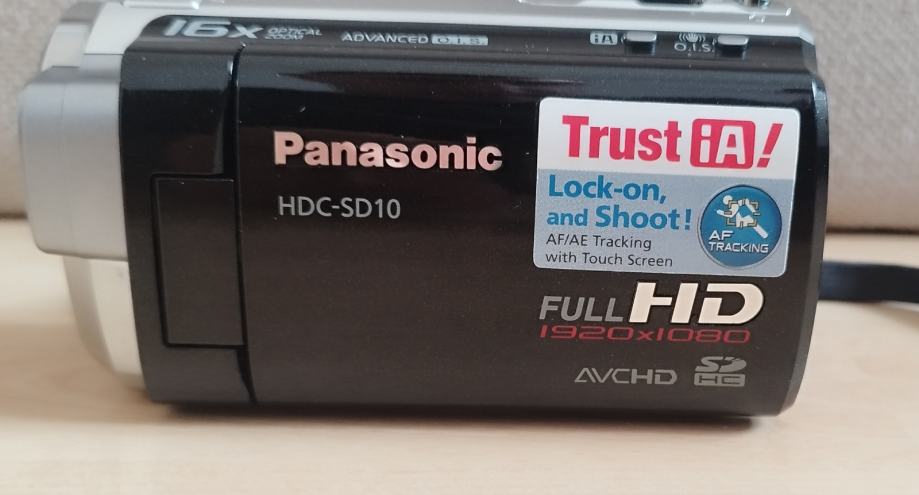 16x OPTICAL ZOOM ADVANCED O.I.S. iA O.I.S.
Panasonic
HDC-SD10
Trust iA!
Lock-on,
and Shoot!
AF/AE Tracking
with Touch Screen
AF
TRACKING
FULL HD
1920x1080
AVCHD SD
HC